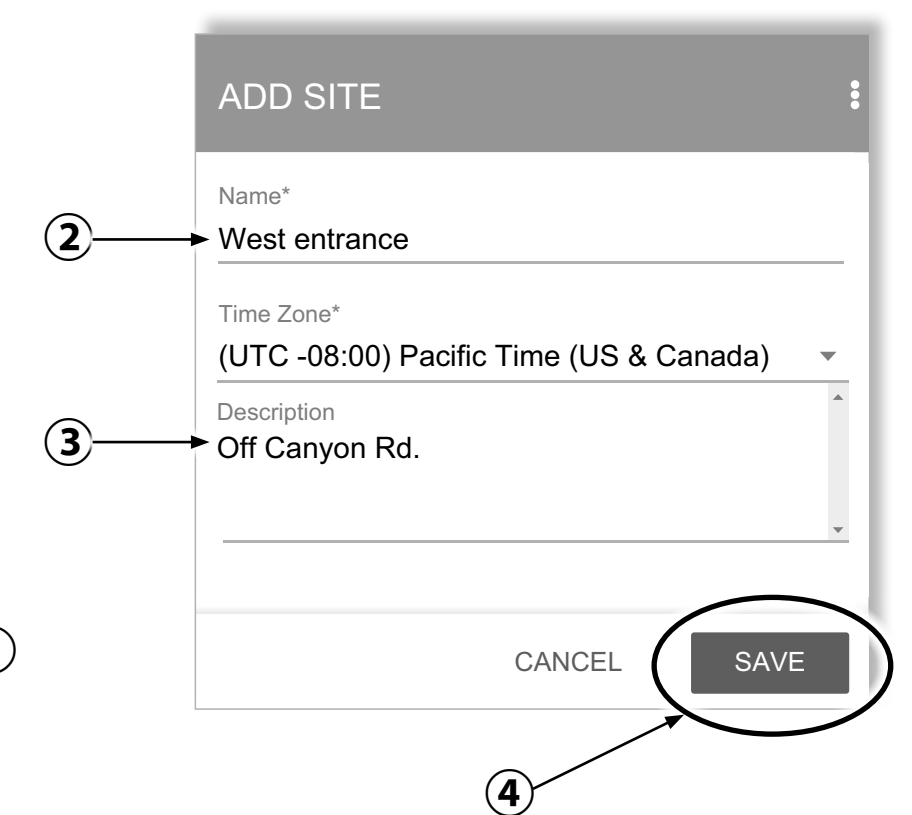 ADD SITE
Name*
2
West entrance
Time Zone*
(UTC -08:00) Pacific Time (US & Canada)
Description
3
Off Canyon Rd.
CANCEL
SAVE
4